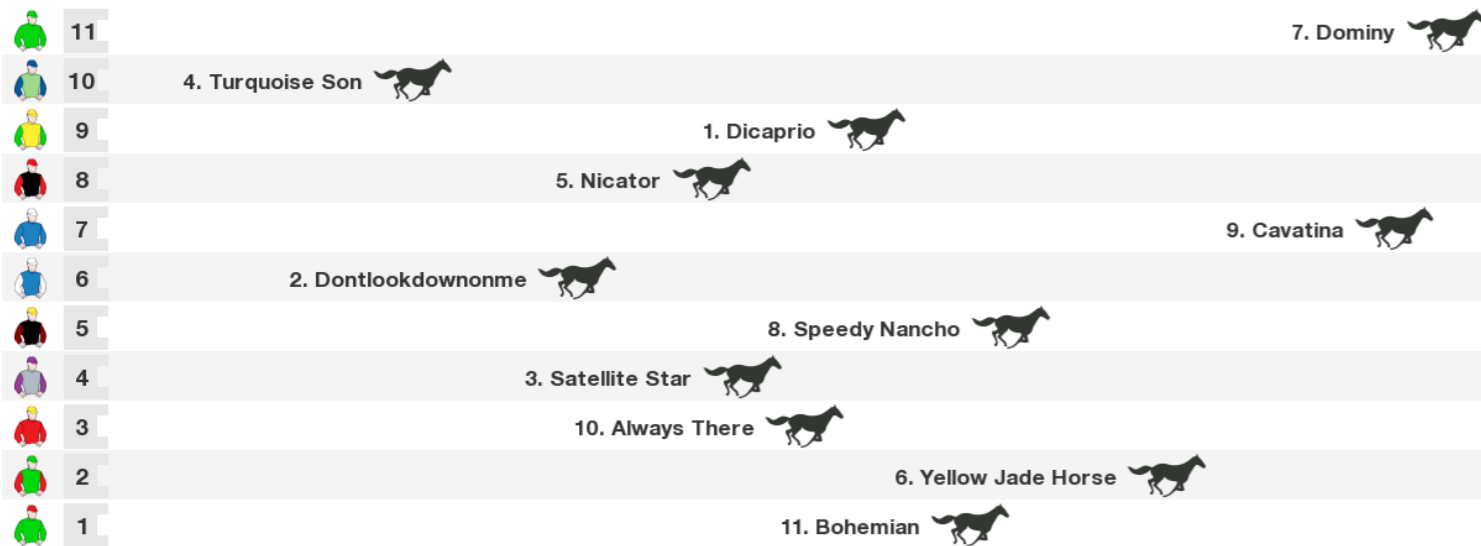 11 7. Dominy
10 4. Turquoise Son
9 1. Dicaprio
8 5. Nicator
7 9. Cavatina
6 2. Dontlookdownonme
5 8. Speedy Nancho
4 3. Satellite Star
3 10. Always There
2 6. Yellow Jade Horse
1 11. Bohemian